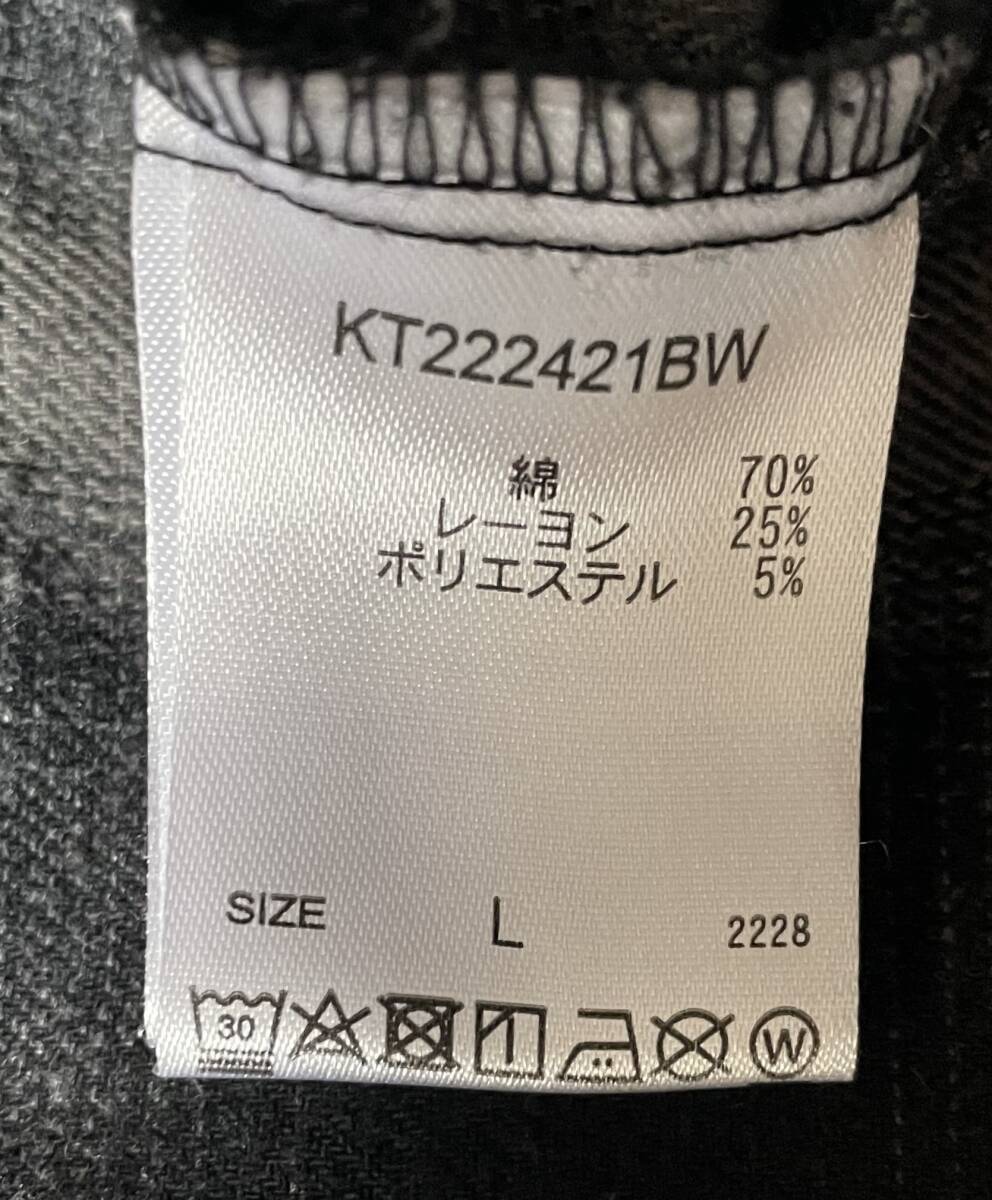 KT222421BW
綿 70%
レーヨン 25%
ポリエステル 5%
SIZE L 2228
30 W